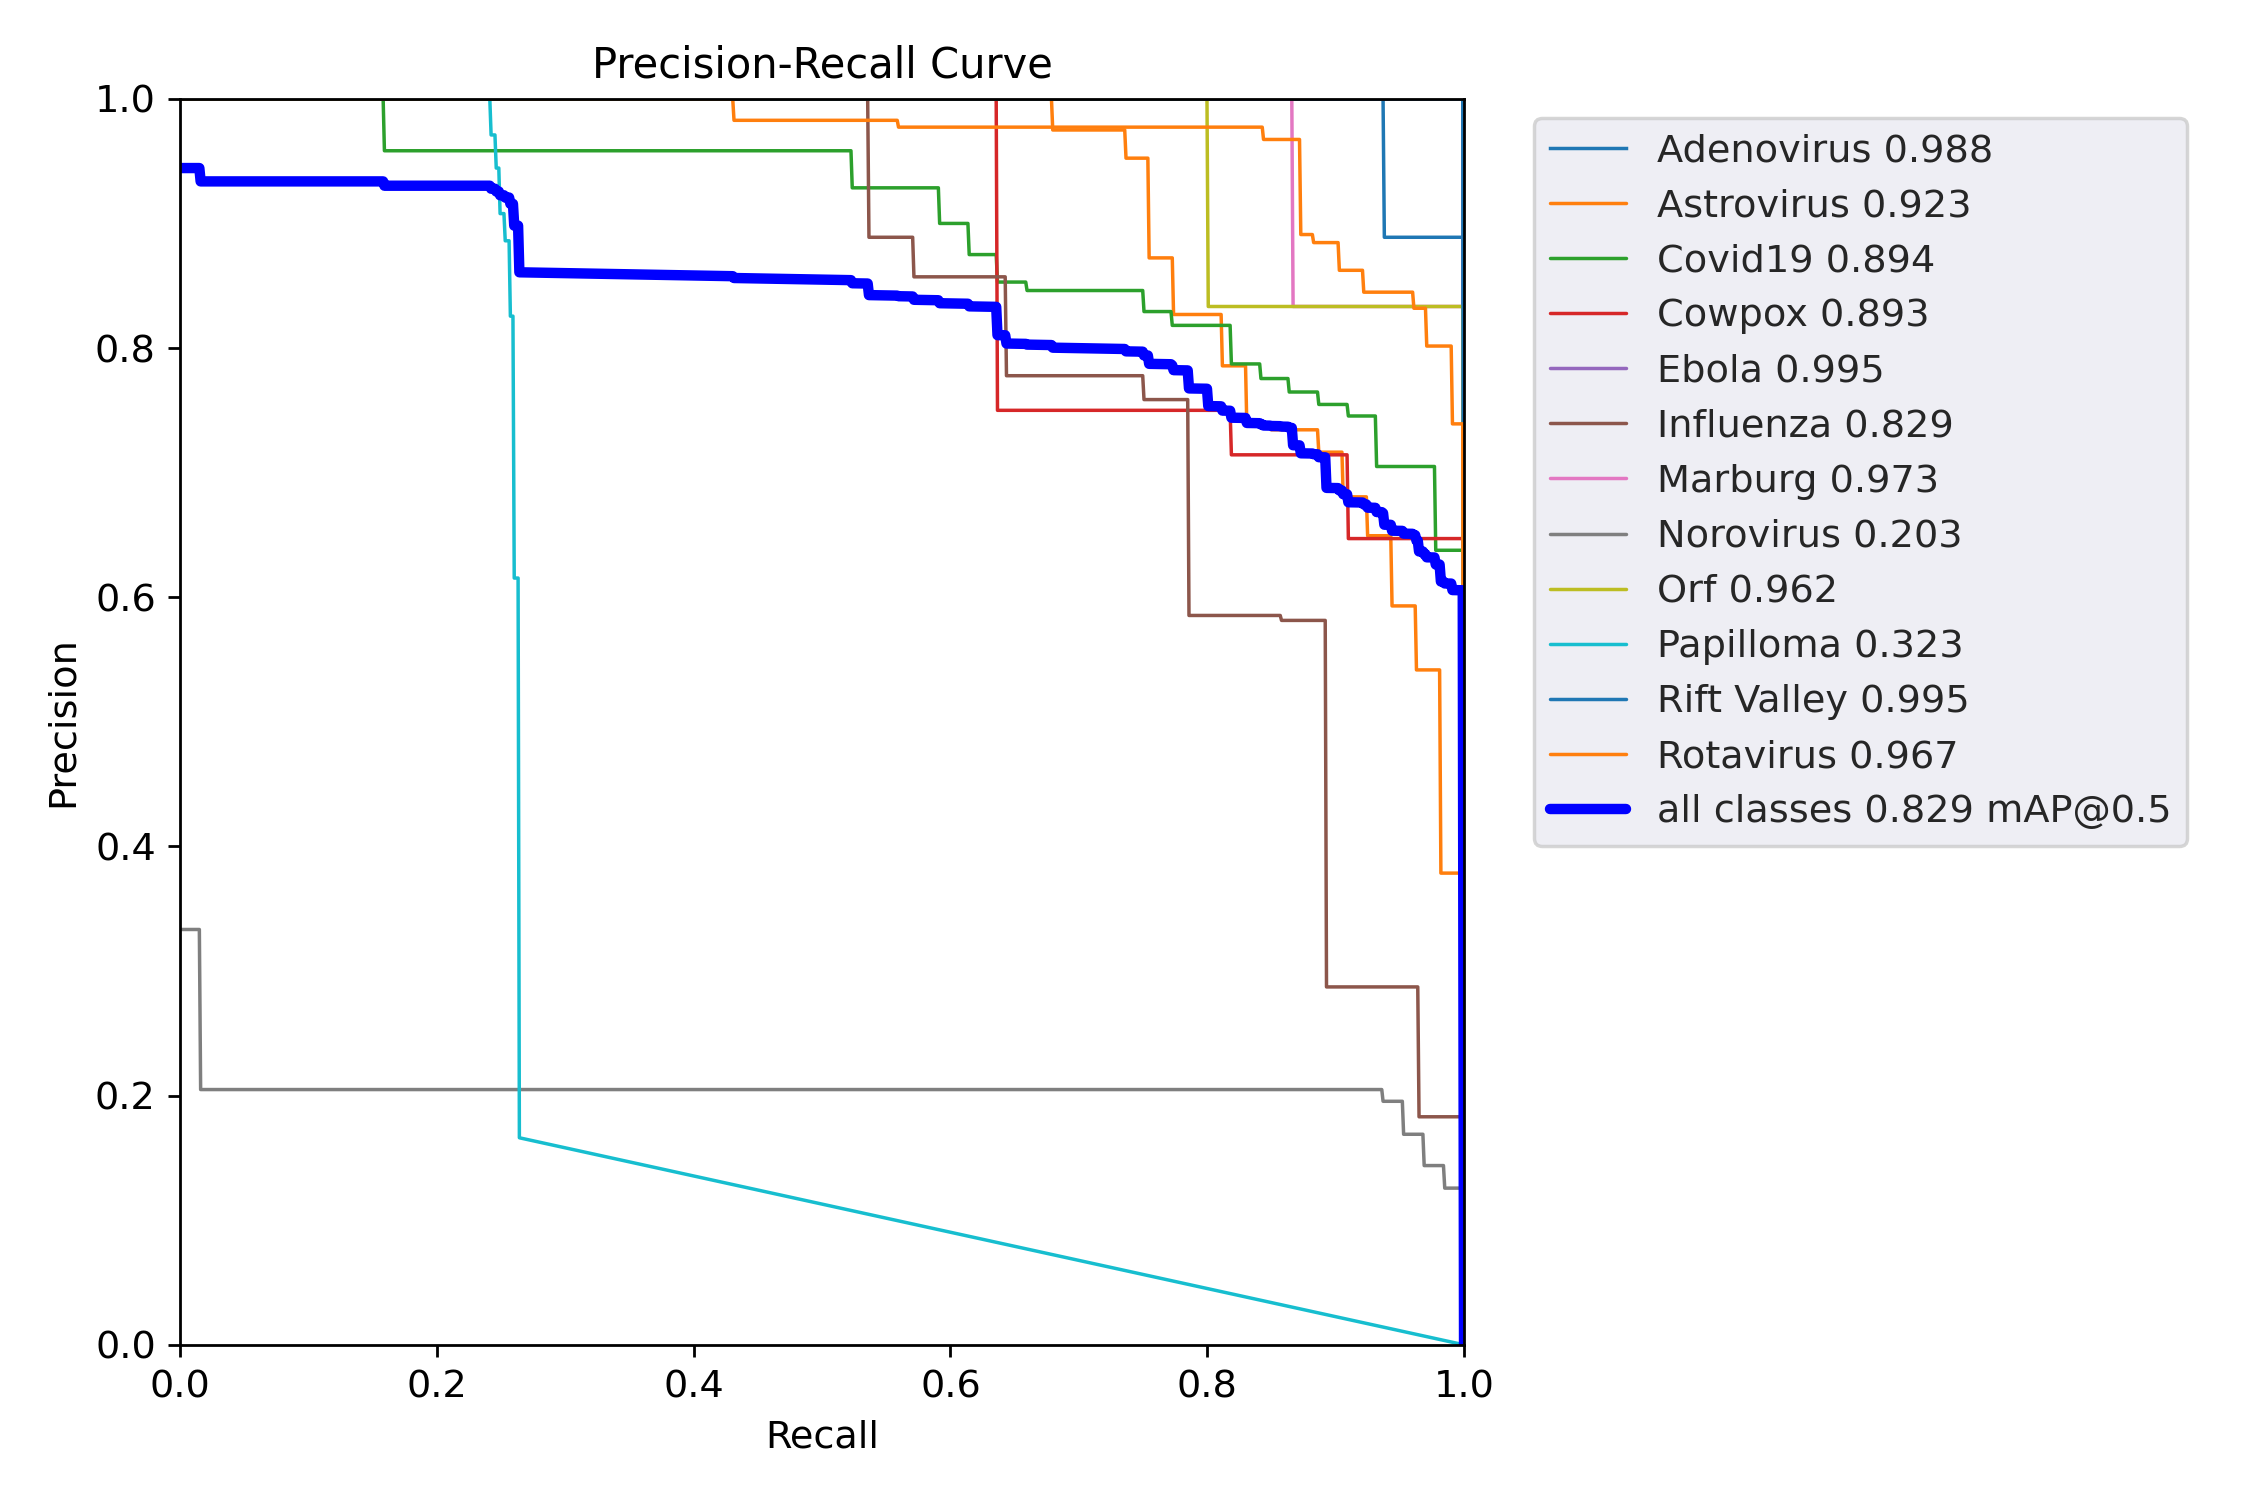 Precision-Recall Curve
1.0
0.8
0.6
0.4
0.2
0.0
Precision
0.0 0.2 0.4 0.6 0.8 1.0
Recall
Adenovirus 0.988
Astrovirus 0.923
Covid19 0.894
Cowpox 0.893
Ebola 0.995
Influenza 0.829
Marburg 0.973
Norovirus 0.203
Orf 0.962
Papilloma 0.323
Rift Valley 0.995
Rotavirus 0.967
all classes 0.829 mAP@0.5